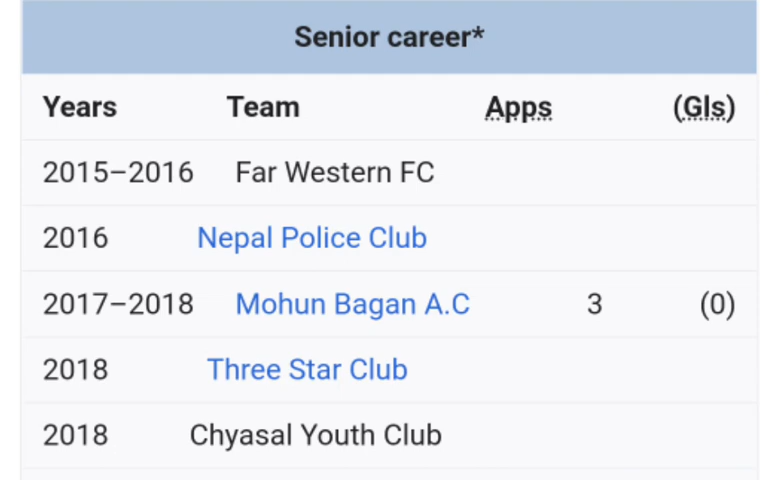 Senior career*
Years Team Apps (Gls)
2015–2016 Far Western FC
2016 Nepal Police Club
2017–2018 Mohun Bagan A.C 3 (0)
2018 Three Star Club
2018 Chyasal Youth Club